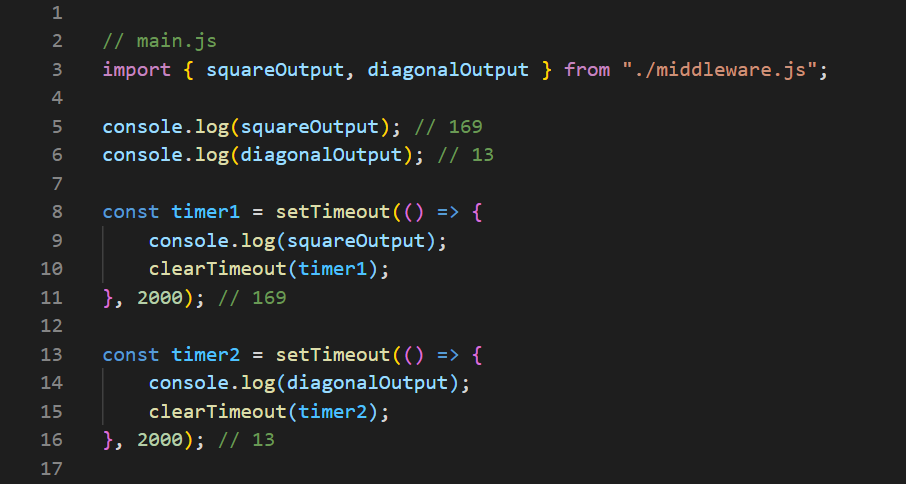 1
2 // main.js
3 import { squareOutput, diagonalOutput } from "./middleware.js";
4
5 console.log(squareOutput); // 169
6 console.log(diagonalOutput); // 13
7
8 const timer1 = setTimeout(() => {
9     console.log(squareOutput);
10     clearTimeout(timer1);
11 }, 2000); // 169
12
13 const timer2 = setTimeout(() => {
14     console.log(diagonalOutput);
15     clearTimeout(timer2);
16 }, 2000); // 13
17